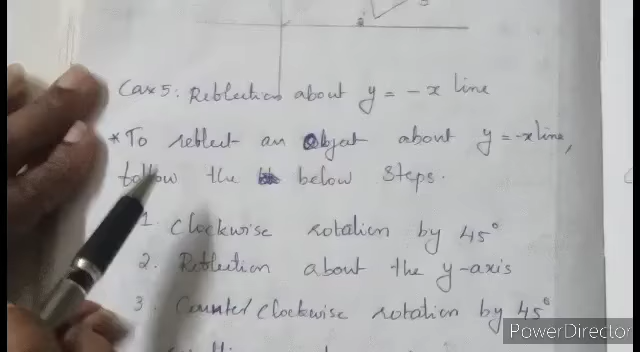 Case 5: Reflection about y = -x line
* To reflect an Object about y = -x line,
follow the below steps.
1. Clockwise rotation by 45°
2. Reflection about the y-axis
3. Counter clockwise rotation by 45°
PowerDirector